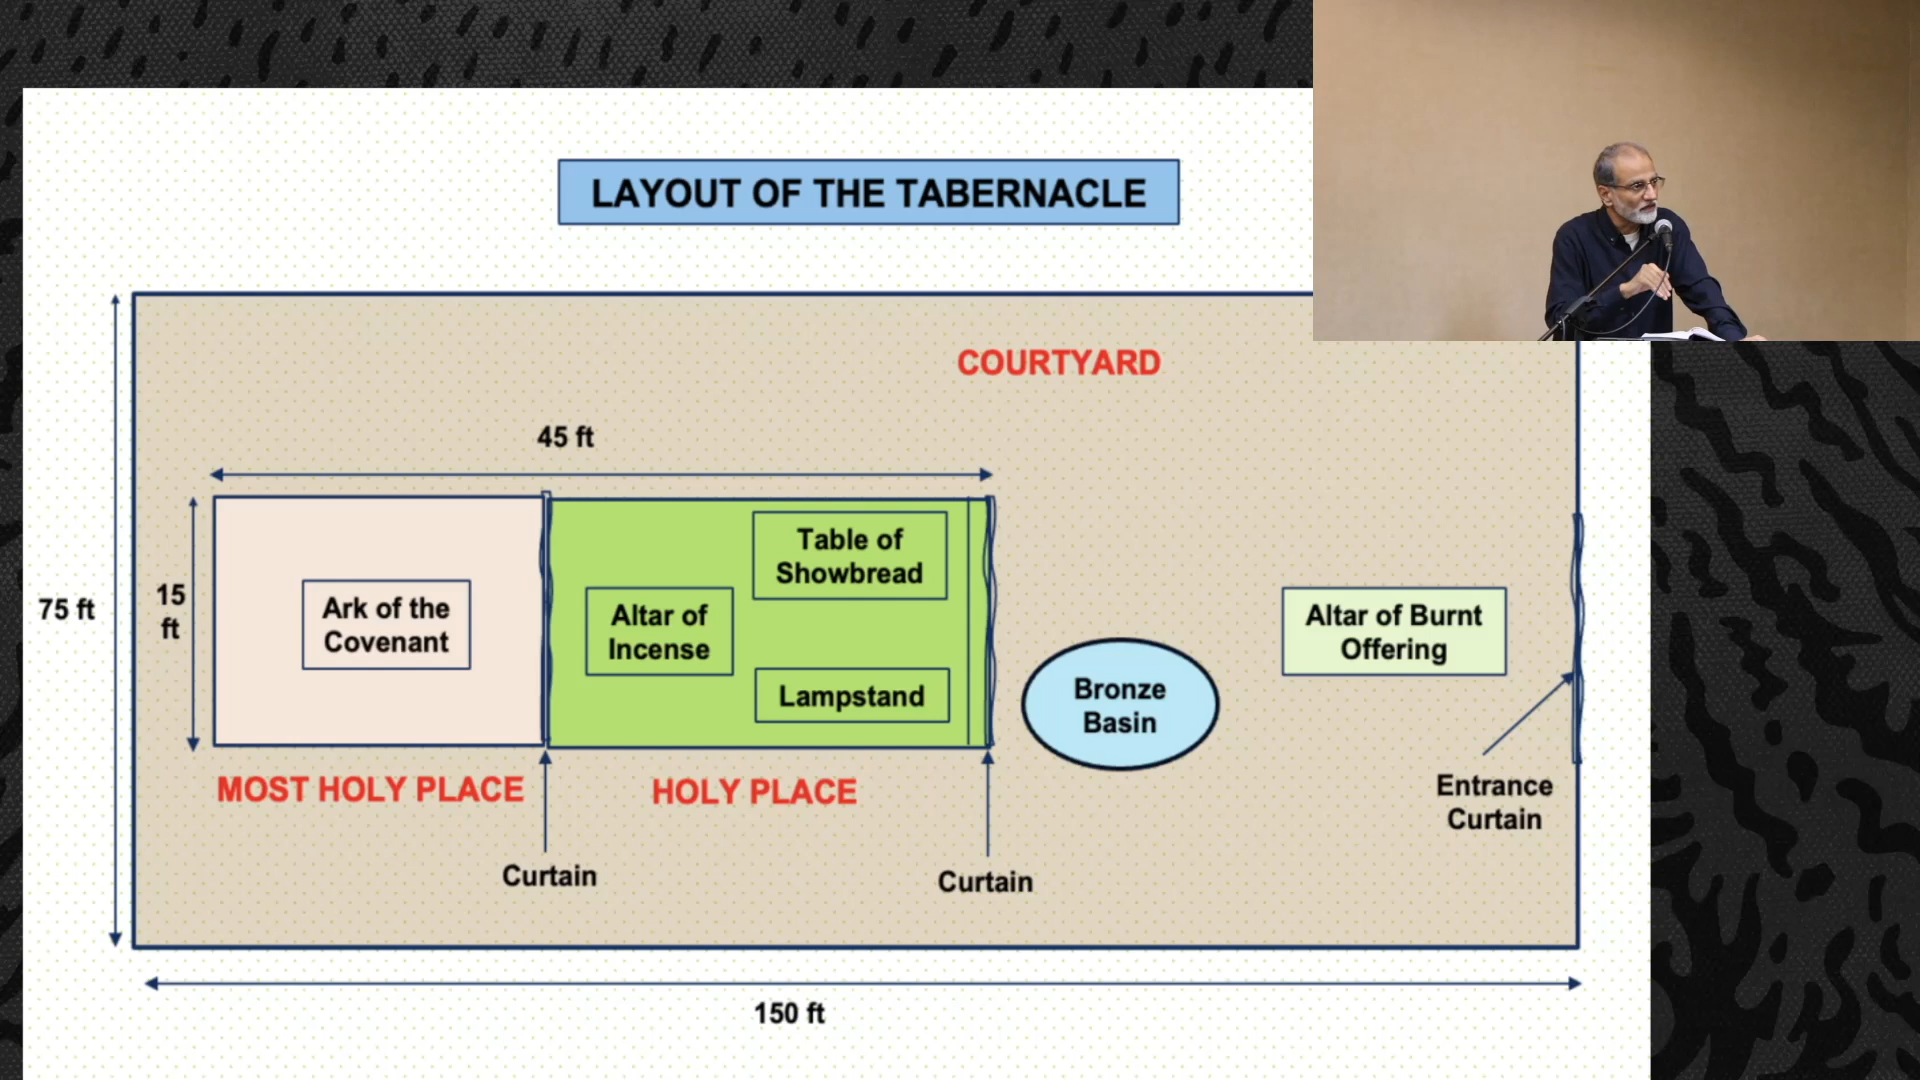 LAYOUT OF THE TABERNACLE
COURTYARD
45 ft
75 ft
15
ft
Ark of the
Covenant
Altar of
Incense
Table of
Showbread
Lampstand
Bronze
Basin
Altar of Burnt
Offering
MOST HOLY PLACE
HOLY PLACE
Entrance
Curtain
Curtain
Curtain
150 ft